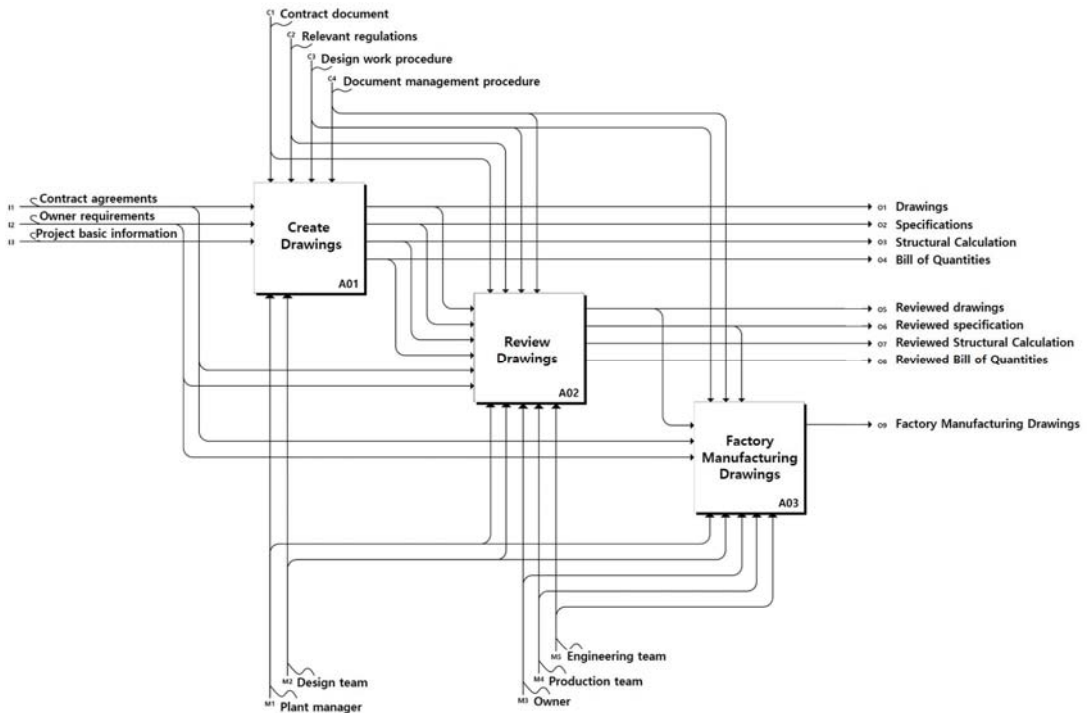 C1 Contract document
C2 Relevant regulations
C3 Design work procedure
C4 Document management procedure
I1 Contract agreements
I2 Owner requirements
I3 Project basic information
Create
Drawings
A01
O1 Drawings
O2 Specifications
O3 Structural Calculation
O4 Bill of Quantities
Review
Drawings
A02
O5 Reviewed drawings
O6 Reviewed specification
O7 Reviewed Structural Calculation
O8 Reviewed Bill of Quantities
Factory
Manufacturing
Drawings
A03
O9 Factory Manufacturing Drawings
M5 Engineering team
M2 Design team
M4 Production team
M1 Plant manager
M3 Owner